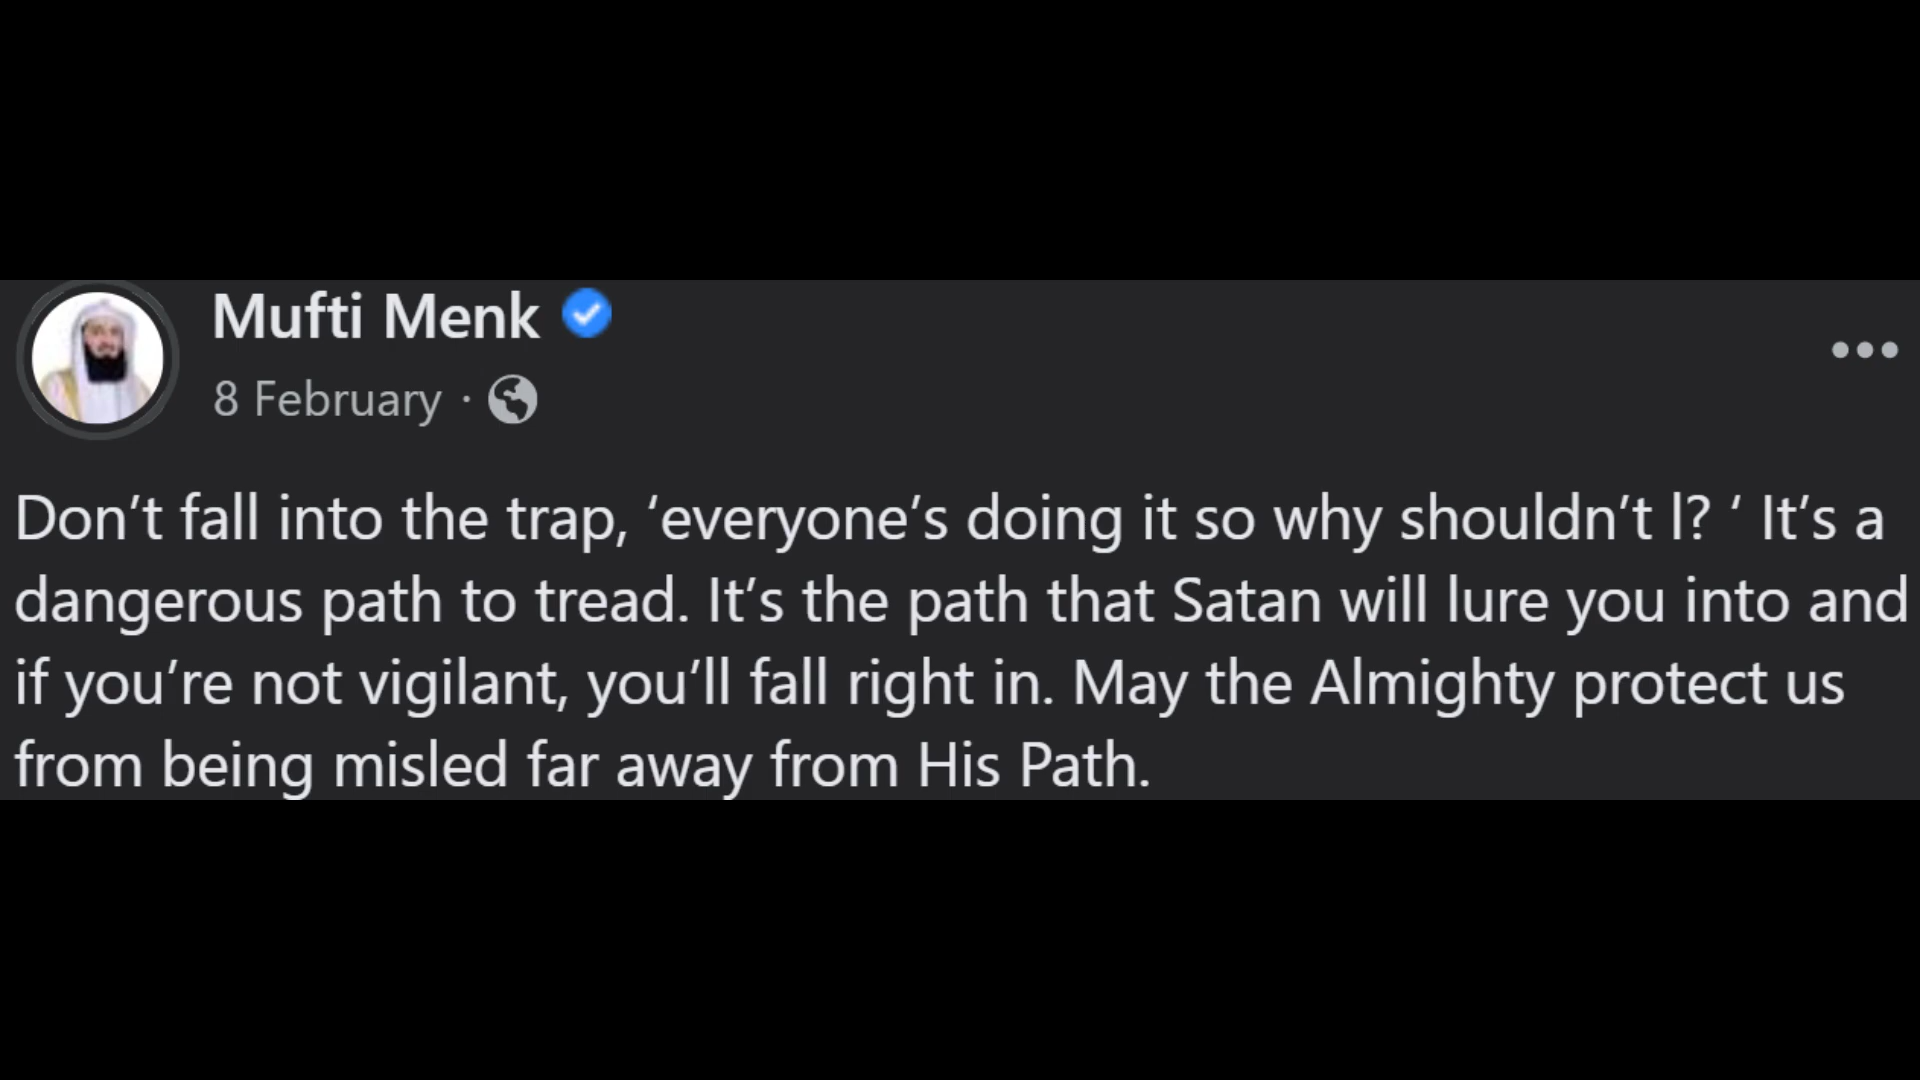 Mufti Menk
8 February ·
Don’t fall into the trap, ‘everyone’s doing it so why shouldn’t I? ‘ It’s a
dangerous path to tread. It’s the path that Satan will lure you into and
if you’re not vigilant, you’ll fall right in. May the Almighty protect us
from being misled far away from His Path.